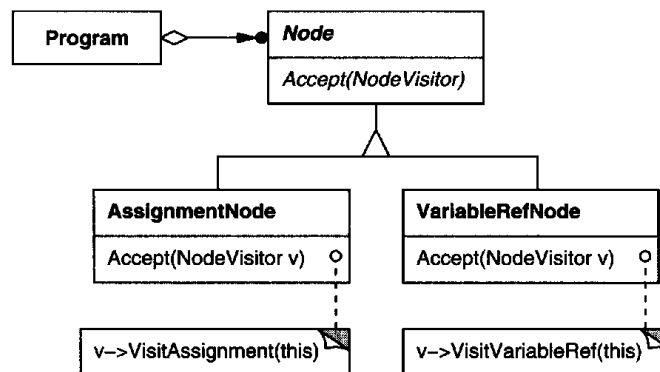 Program
Node
Accept(NodeVisitor)
AssignmentNode
Accept(NodeVisitor v)
VariableRefNode
Accept(NodeVisitor v)
v–>VisitAssignment(this)
v–>VisitVariableRef(this)